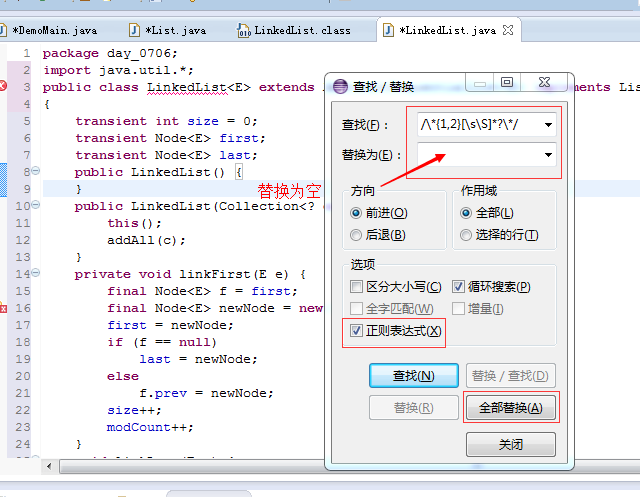 *DemoMain.java
*List.java
LinkedList.class
*LinkedList.java
1 package day_0706;
2 import java.util.*;
3 public class LinkedList<E> extends
ments Lis
4 {
5 transient int size = 0;
6 transient Node<E> first;
7 transient Node<E> last;
8 public LinkedList() {
9 }
10 public LinkedList(Collection<?
11 this();
12 addAll(c);
13 }
14 private void linkFirst(E e) {
15 final Node<E> f = first;
16 final Node<E> newNode = new
17 first = newNode;
18 if (f == null)
19 last = newNode;
20 else
21 f.prev = newNode;
22 size++;
23 modCount++;
24 }
替换为空
查找/替换
查找(F):
/\*{1,2}[\s\S]*?\*/
替换为(E):
方向
前进(O)
后退(B)
作用域
全部(L)
选择的行(T)
选项
区分大小写(C)
循环搜索(P)
全字匹配(W)
增量(I)
正则表达式(X)
查找(N)
替换/查找(D)
替换(R)
全部替换(A)
关闭